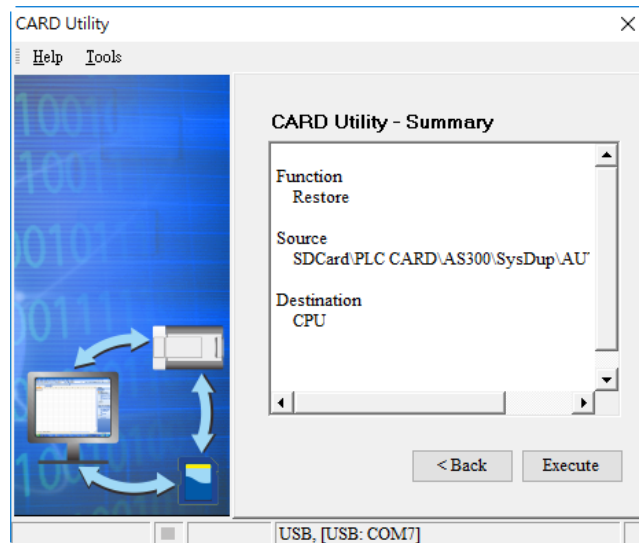 CARD Utility
Help Tools
CARD Utility - Summary
Function
Restore
Source
SDCard\PLC CARD\AS300\SysDup\AU
Destination
CPU
< Back Execute
USB, [USB: COM7]